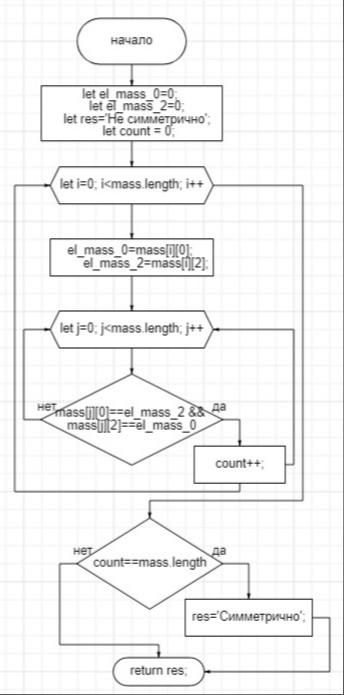 начало
let el_mass_0=0;
let el_mass_2=0;
let res='Не симметрично';
let count = 0;
let i=0; i<mass.length; i++
el_mass_0=mass[i][0];
el_mass_2=mass[i][2];
let j=0; j<mass.length; j++
нет
да
mass[j][0]==el_mass_2 &&
mass[j][2]==el_mass_0
count++;
нет
да
count==mass.length
res='Симметрично';
return res;